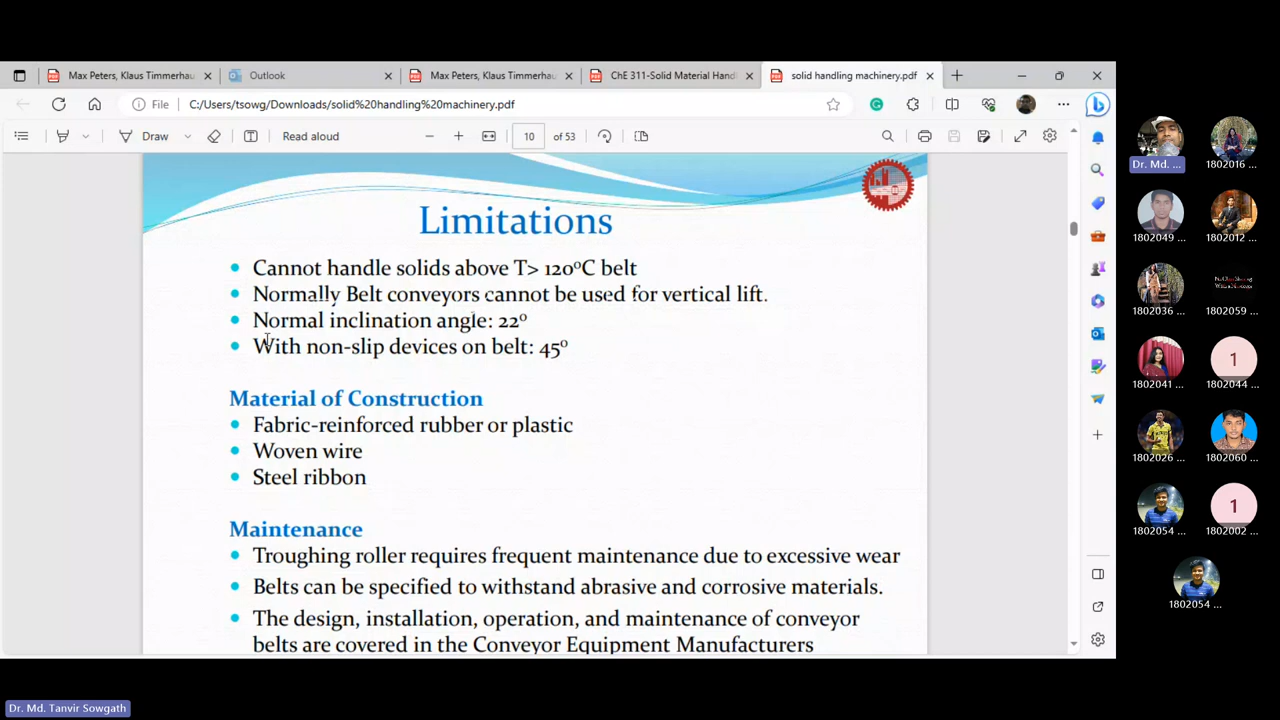 Max Peters, Klaus Timmerhau
Outlook
Max Peters, Klaus Timmerhau
ChE 311-Solid Material Handl
solid handling machinery.pdf
File
C:/Users/tsowg/Downloads/solid%20handling%20machinery.pdf
Draw
Read aloud
10
of 53
Limitations
Cannot handle solids above T> 120⁰C belt
Normally Belt conveyors cannot be used for vertical lift.
Normal inclination angle: 22⁰
With non-slip devices on belt: 45⁰
Material of Construction
Fabric-reinforced rubber or plastic
Woven wire
Steel ribbon
Maintenance
Troughing roller requires frequent maintenance due to excessive wear
Belts can be specified to withstand abrasive and corrosive materials.
The design, installation, operation, and maintenance of conveyor
belts are covered in the Conveyor Equipment Manufacturers
Dr. Md. ...
1802016 ...
1802049 ...
1802012 ...
1802036 ...
1802059 ...
1802041 ...
1
1802044 ...
1802026 ...
1802060 ...
1802054 ...
1
1802002 ...
1802054 ...
Dr. Md. Tanvir Sowgath